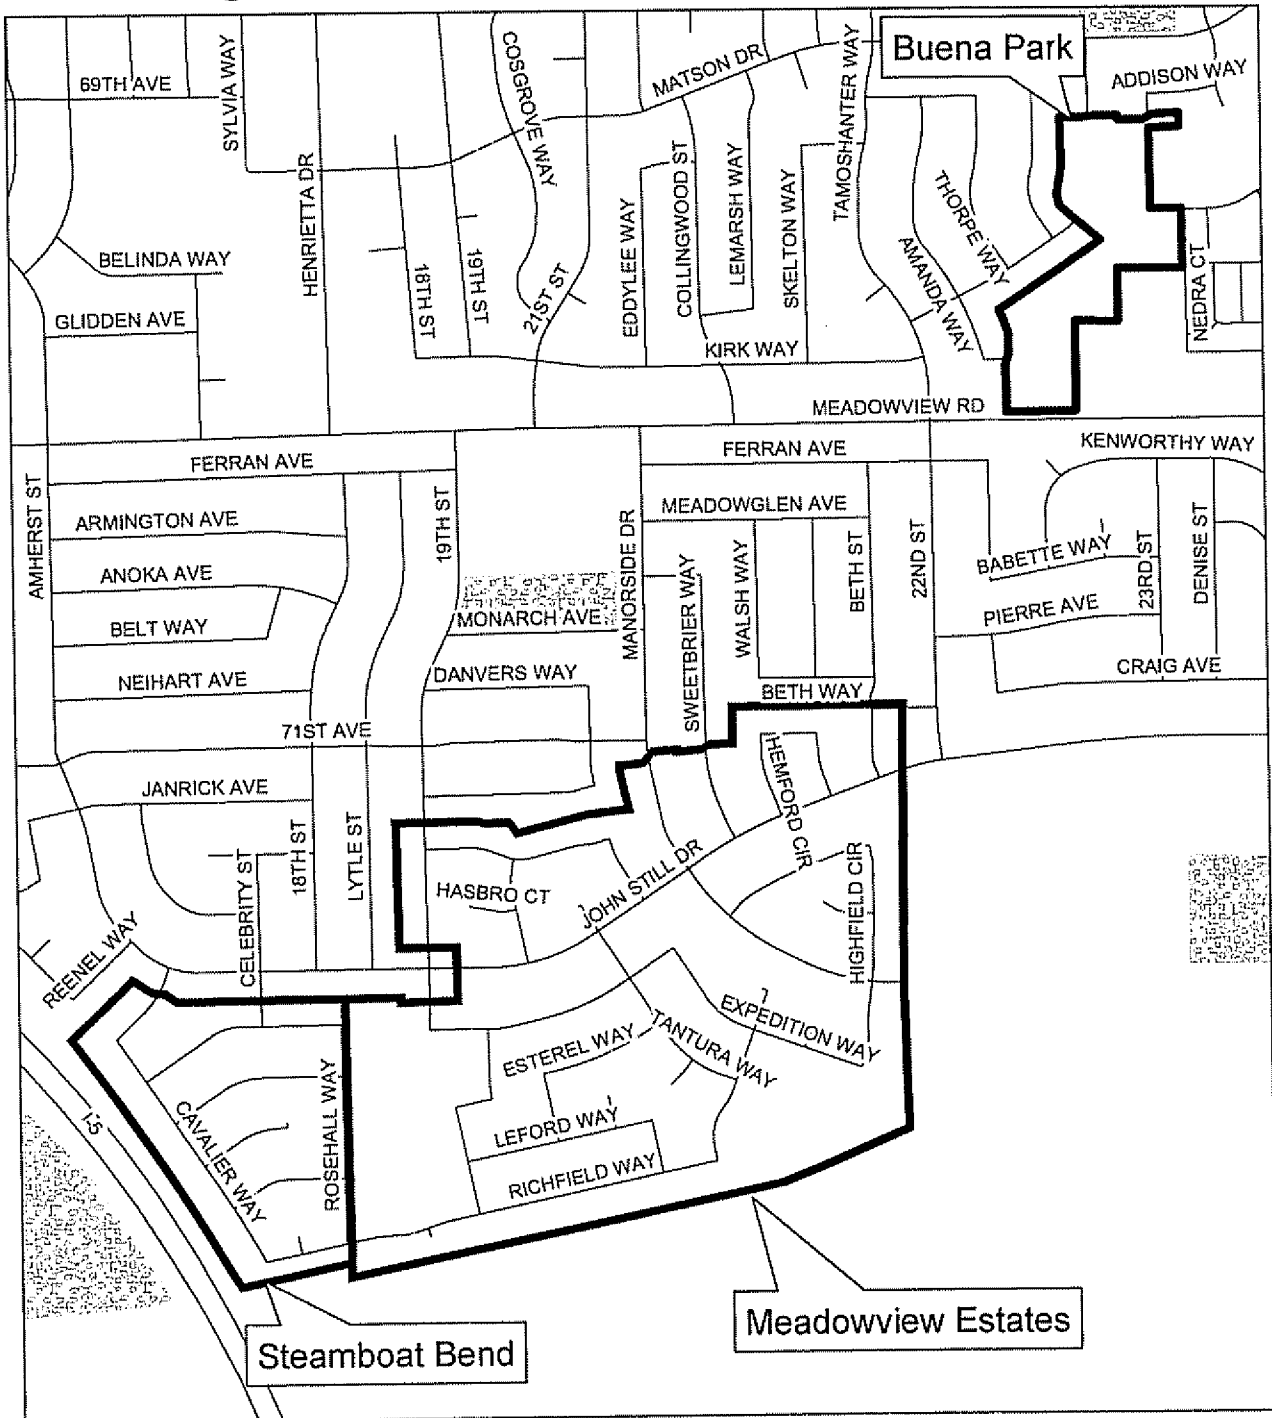 Buena Park
69TH AVE
SYLVIA WAY
COSGROVE WAY
MATSON DR
TAMOSHANTER WAY
ADDISON WAY
HENRIETTA DR
EDDYLEE WAY
COLLINGWOOD ST
LEMARSH WAY
SKELTON WAY
THORPE WAY
AMANDA WAY
BELINDA WAY
18TH ST
19TH ST
21ST ST
NEDRA CT
GLIDDEN AVE
KIRK WAY
MEADOWVIEW RD
FERRAN AVE
FERRAN AVE
KENWORTHY WAY
AMHERST ST
ARMINGTON AVE
19TH ST
MANORSIDE DR
MEADOWGLEN AVE
BETH ST
22ND ST
BABETTE WAY
23RD ST
DENISE ST
ANOKA AVE
SWEETBRIER WAY
WALSH WAY
BELT WAY
MONARCH AVE
PIERRE AVE
NEIHART AVE
DANVERS WAY
BETH WAY
CRAIG AVE
71ST AVE
HEMFORD CIR
JANRICK AVE
18TH ST
LYTLE ST
CELEBRITY ST
HASBRO CT
JOHN STILL DR
HIGHFIELD CIR
REENEL WAY
EXPEDITION WAY
ESTEREL WAY
TANTURA WAY
I-5
CAVALIER WAY
ROSEHALL WAY
LEFORD WAY
RICHFIELD WAY
Meadowview Estates
Steamboat Bend